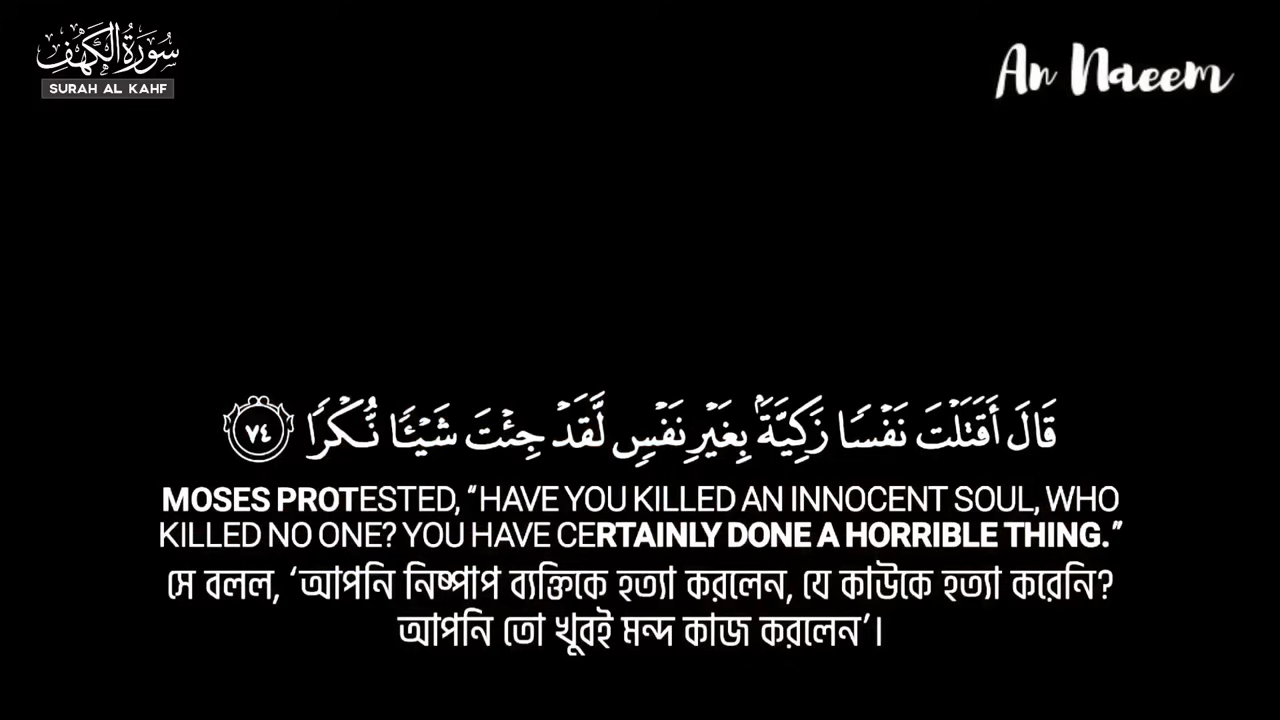 سُورَةُ الْكَهْفِ
SURAH AL KAHF
An Naeem
قَالَ أَقَتَلْتَ نَفْسًا زَكِيَّةًۢ بِغَيْرِ نَفْسٍ لَّقَدْ جِئْتَ شَيْـًٔا نُّكْرًا ٧٤
MOSES PROTESTED, “HAVE YOU KILLED AN INNOCENT SOUL, WHO
KILLED NO ONE? YOU HAVE CERTAINLY DONE A HORRIBLE THING.”
সে বলল, ‘আপনি নিষ্পাপ ব্যক্তিকে হত্যা করলেন, যে কাউকে হত্যা করেনি?
আপনি তো খুবই মন্দ কাজ করলেন’।